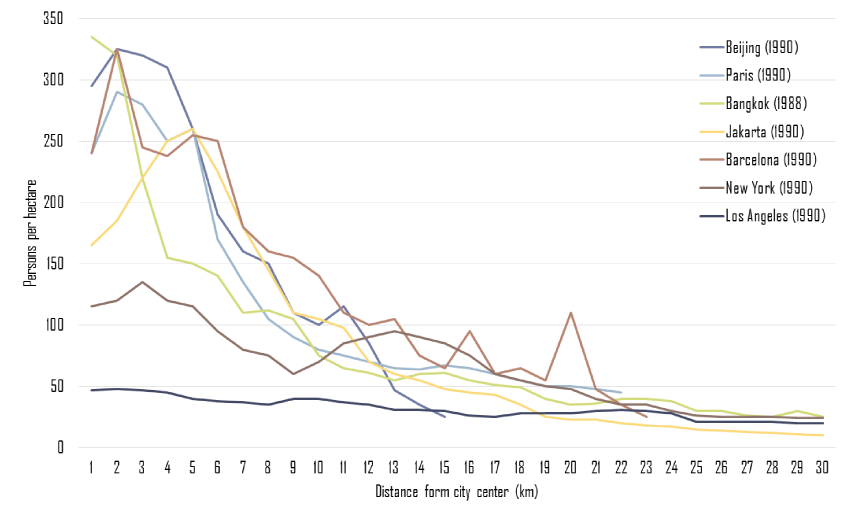 350
300
250
200
150
100
50
0
Persons per hectare
Beijing (1990)
Paris (1990)
Bangkok (1988)
Jakarta (1990)
Barcelona (1990)
New York (1990)
Los Angeles (1990)
1 2 3 4 5 6 7 8 9 10 11 12 13 14 15 16 17 18 19 20 21 22 23 24 25 26 27 28 29 30
Distance form city center (km)